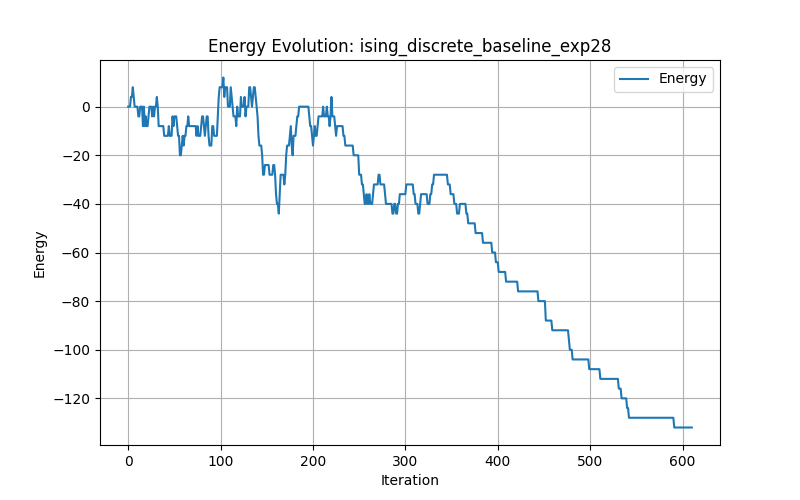 Energy Evolution: ising_discrete_baseline_exp28
Energy
0
−20
−40
−60
−80
−100
−120
Energy
0 100 200 300 400 500 600
Iteration